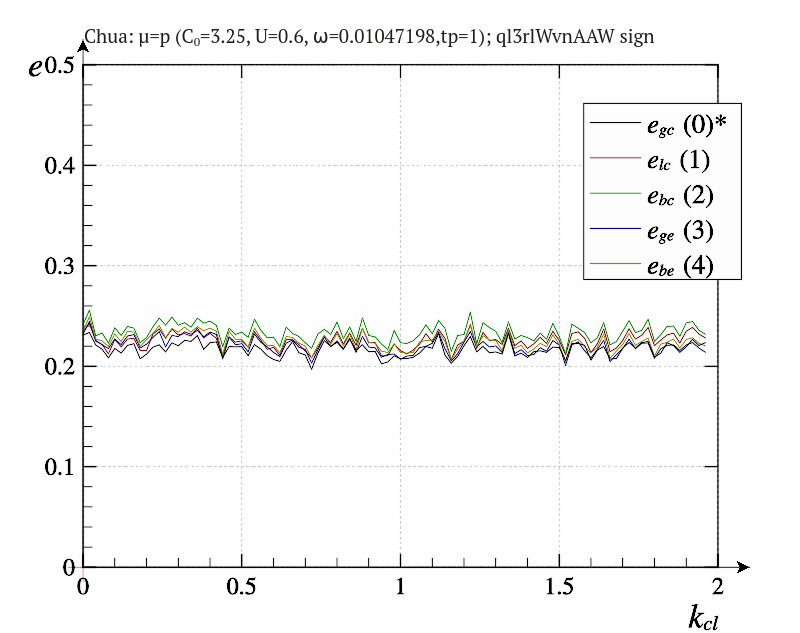 Chua: μ=p (C₀=3.25, U=0.6, ω=0.01047198,tp=1); ql3rlWvnAAW sign
e
0.5
0.4
0.3
0.2
0.1
0
0 0.5 1 1.5 2
k_cl
e_gc (0)*
e_lc (1)
e_bc (2)
e_ge (3)
e_be (4)